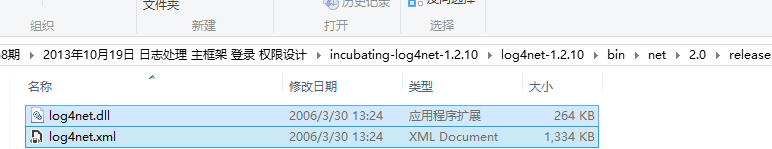 文件夹
历史记录
组织
新建
打开
选择
8期 › 2013年10月19日 日志处理 主框架 登录 权限设计 › incubating-log4net-1.2.10 › log4net-1.2.10 › bin › net › 2.0 › release
名称 修改日期 类型 大小
log4net.dll 2006/3/30 13:24 应用程序扩展 264 KB
log4net.xml 2006/3/30 13:24 XML Document 1,334 KB